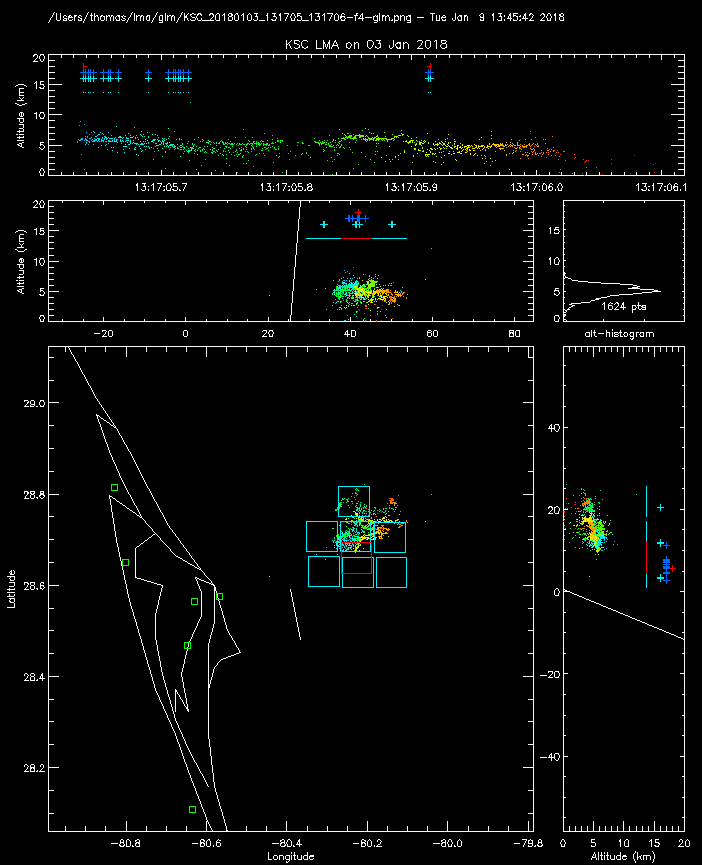 /Users/thomas/lma/glm/KSC_20180103_131705_131706-f4-glm.png - Tue Jan 9 13:45:42 2018
KSC LMA on 03 Jan 2018
20
15
10
5
0
Altitude (km)
13:17:05.7 13:17:05.8 13:17:05.9 13:17:06.0 13:17:06.1
20
15
10
5
0
Altitude (km)
-20 0 20 40 60 80
15
10
5
0
1624 pts
alt-histogram
29.0
28.8
28.6
28.4
28.2
Latitude
-80.8 -80.6 -80.4 -80.2 -80.0 -79.8
Longitude
40
20
0
-20
-40
0 5 10 15 20
Altitude (km)